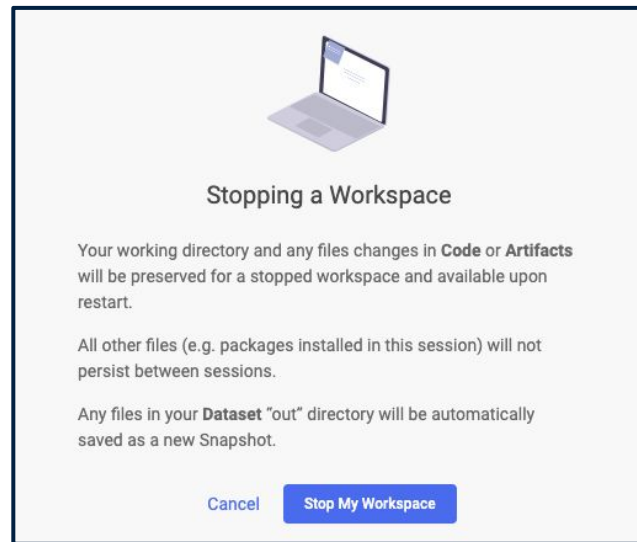 Stopping a Workspace
Your working directory and any files changes in Code or Artifacts
will be preserved for a stopped workspace and available upon
restart.
All other files (e.g. packages installed in this session) will not
persist between sessions.
Any files in your Dataset “out” directory will be automatically
saved as a new Snapshot.
Cancel Stop My Workspace